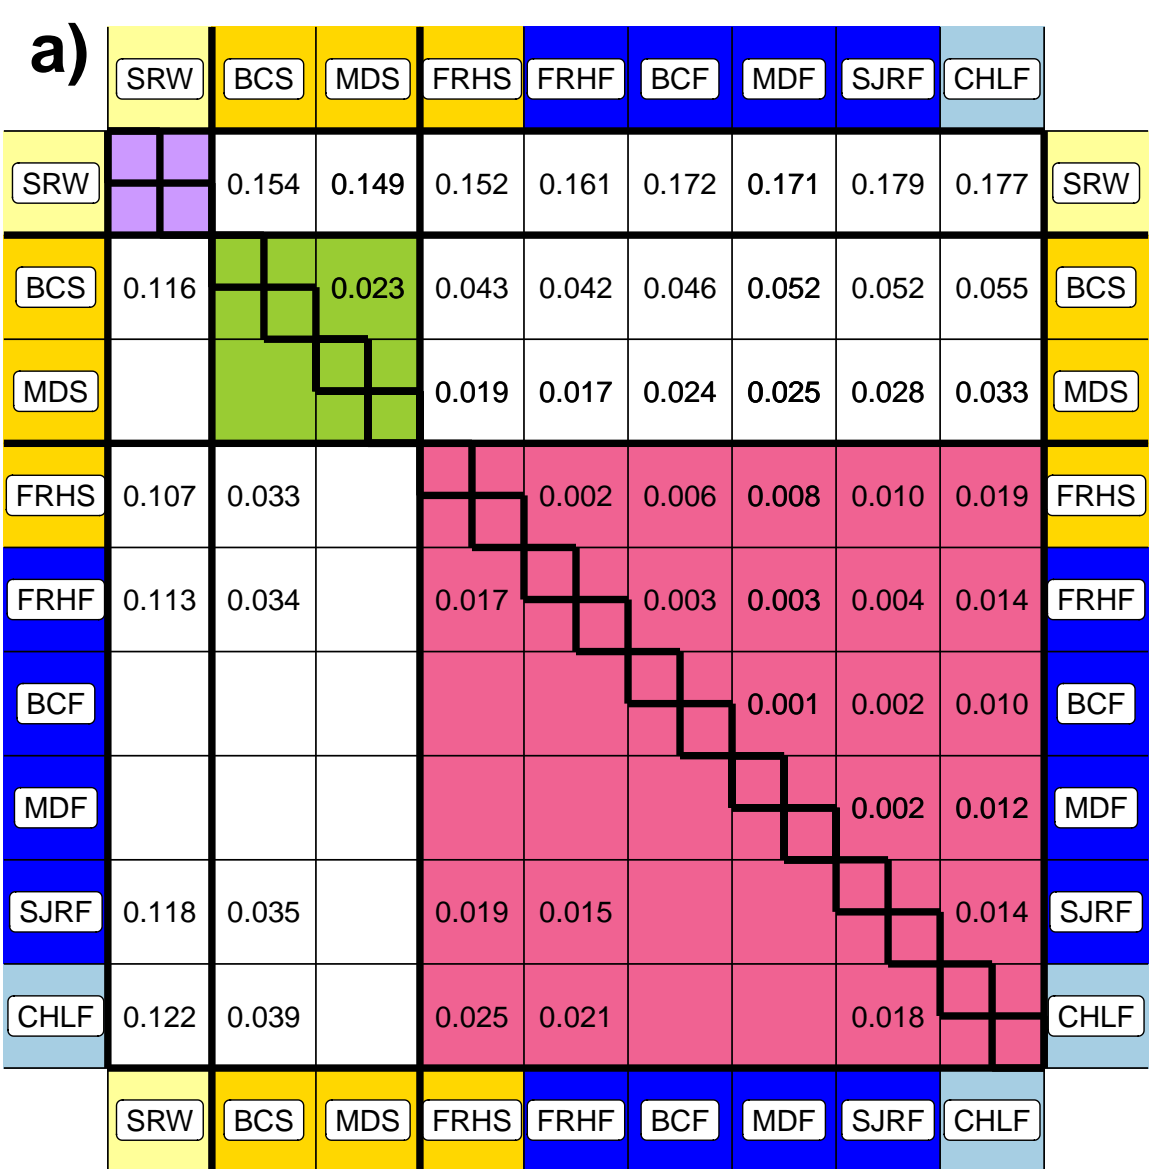 a)
SRW BCS MDS FRHS FRHF BCF MDF SJRF CHLF
SRW 0.154 0.149 0.152 0.161 0.172 0.171 0.179 0.177 SRW
BCS 0.116 0.023 0.043 0.042 0.046 0.052 0.052 0.055 BCS
MDS 0.019 0.017 0.024 0.025 0.028 0.033 MDS
FRHS 0.107 0.033 0.002 0.006 0.008 0.010 0.019 FRHS
FRHF 0.113 0.034 0.017 0.003 0.003 0.004 0.014 FRHF
BCF 0.001 0.002 0.010 BCF
MDF 0.002 0.012 MDF
SJRF 0.118 0.035 0.019 0.015 0.014 SJRF
CHLF 0.122 0.039 0.025 0.021 0.018 CHLF
SRW BCS MDS FRHS FRHF BCF MDF SJRF CHLF